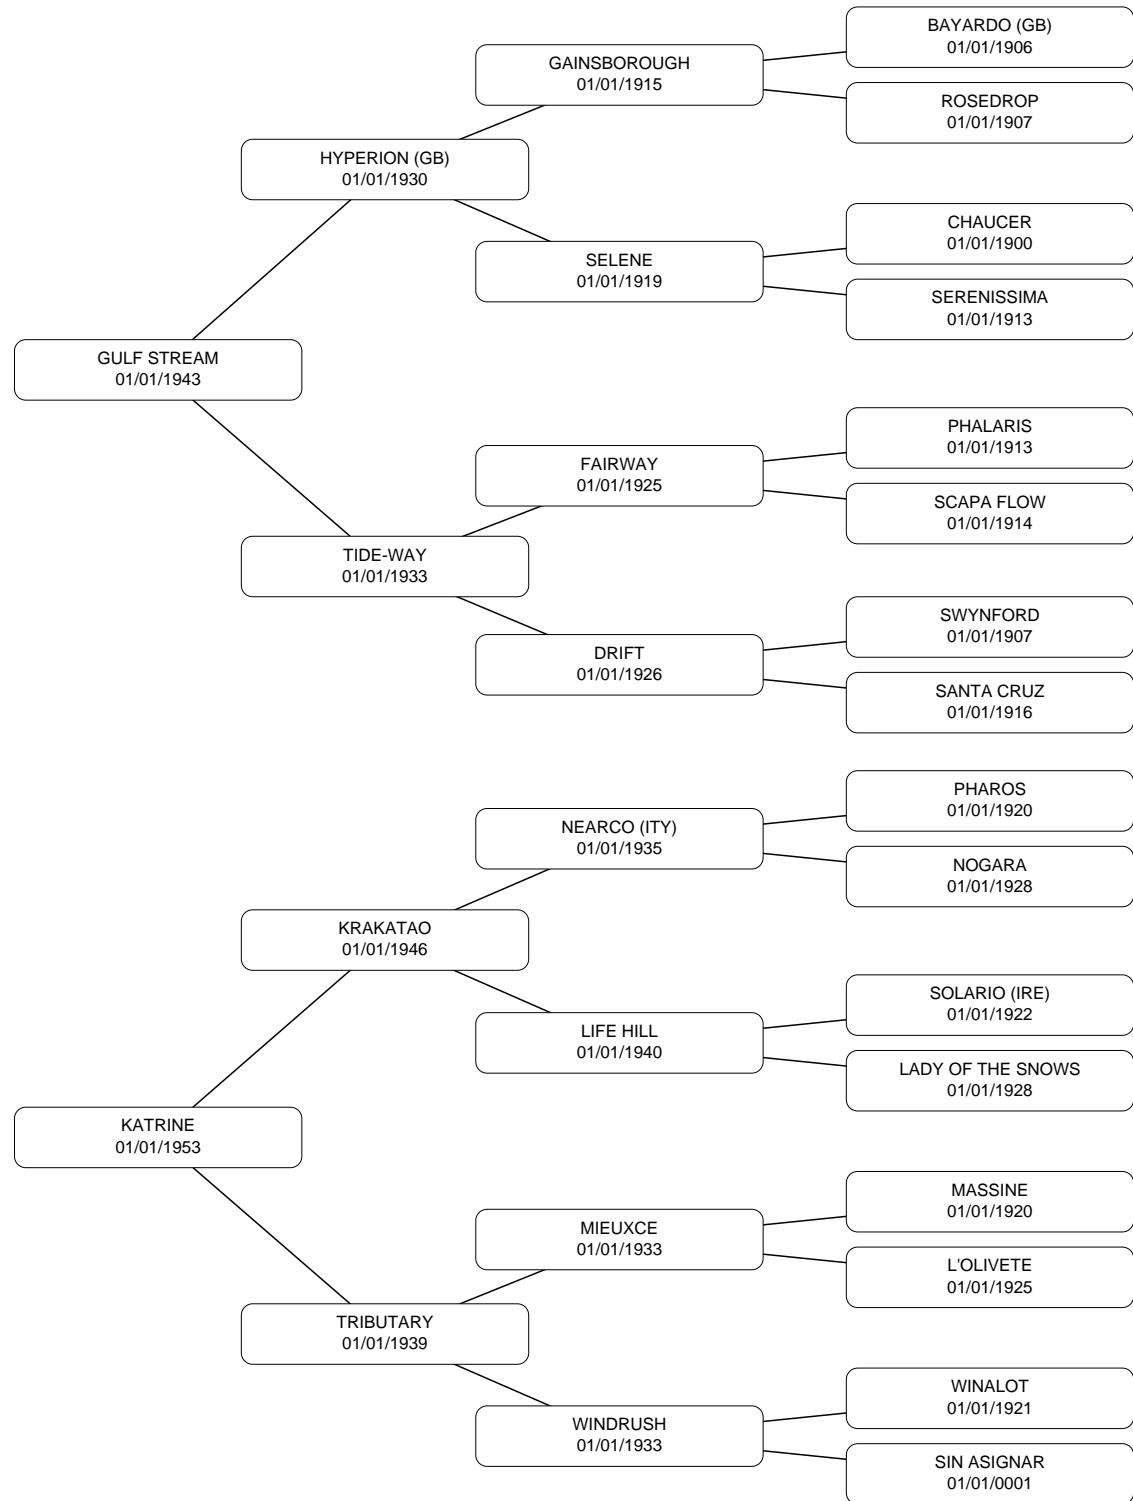 BAYARDO (GB)
01/01/1906
GAINSBOROUGH
01/01/1915
ROSEDROP
01/01/1907
HYPERION (GB)
01/01/1930
CHAUCER
01/01/1900
SELENE
01/01/1919
SERENISSIMA
01/01/1913
GULF STREAM
01/01/1943
PHALARIS
01/01/1913
FAIRWAY
01/01/1925
SCAPA FLOW
01/01/1914
TIDE-WAY
01/01/1933
SWYNFORD
01/01/1907
DRIFT
01/01/1926
SANTA CRUZ
01/01/1916
PHAROS
01/01/1920
NEARCO (ITY)
01/01/1935
NOGARA
01/01/1928
KRAKATAO
01/01/1946
SOLARIO (IRE)
01/01/1922
LIFE HILL
01/01/1940
LADY OF THE SNOWS
01/01/1928
KATRINE
01/01/1953
MASSINE
01/01/1920
MIEUXCE
01/01/1933
L'OLIVETE
01/01/1925
TRIBUTARY
01/01/1939
WINALOT
01/01/1921
WINDRUSH
01/01/1933
SIN ASIGNAR
01/01/0001